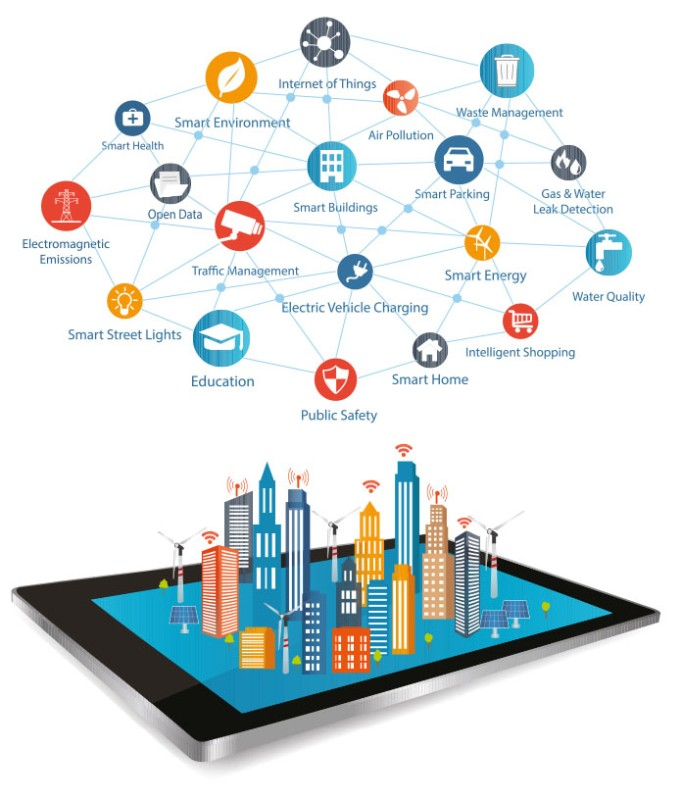 Internet of Things
Waste Management
Smart Environment
Air Pollution
Smart Health
Smart Parking
Gas & Water
Leak Detection
Open Data
Smart Buildings
Electromagnetic
Emissions
Traffic Management
Smart Energy
Water Quality
Electric Vehicle Charging
Smart Street Lights
Intelligent Shopping
Education
Smart Home
Public Safety